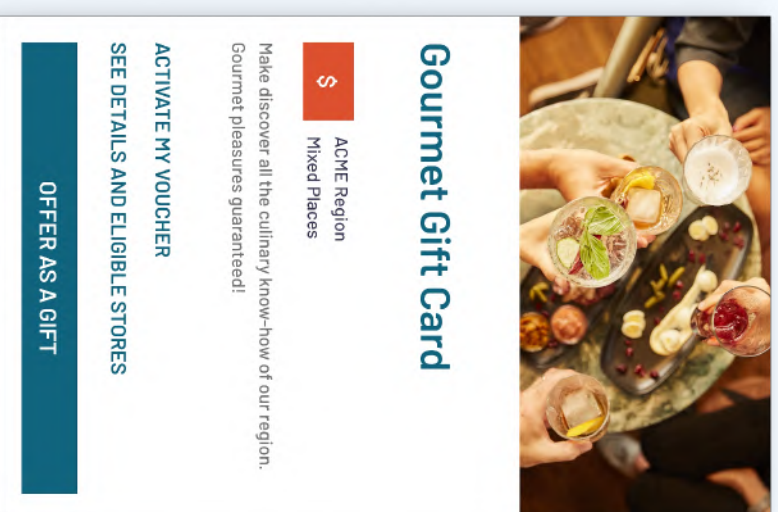 Gourmet Gift Card
$
ACME Region
Mixed Places
Make discover all the culinary know-how of our region.
Gourmet pleasures guaranteed!
ACTIVATE MY VOUCHER
SEE DETAILS AND ELIGIBLE STORES
OFFER AS A GIFT